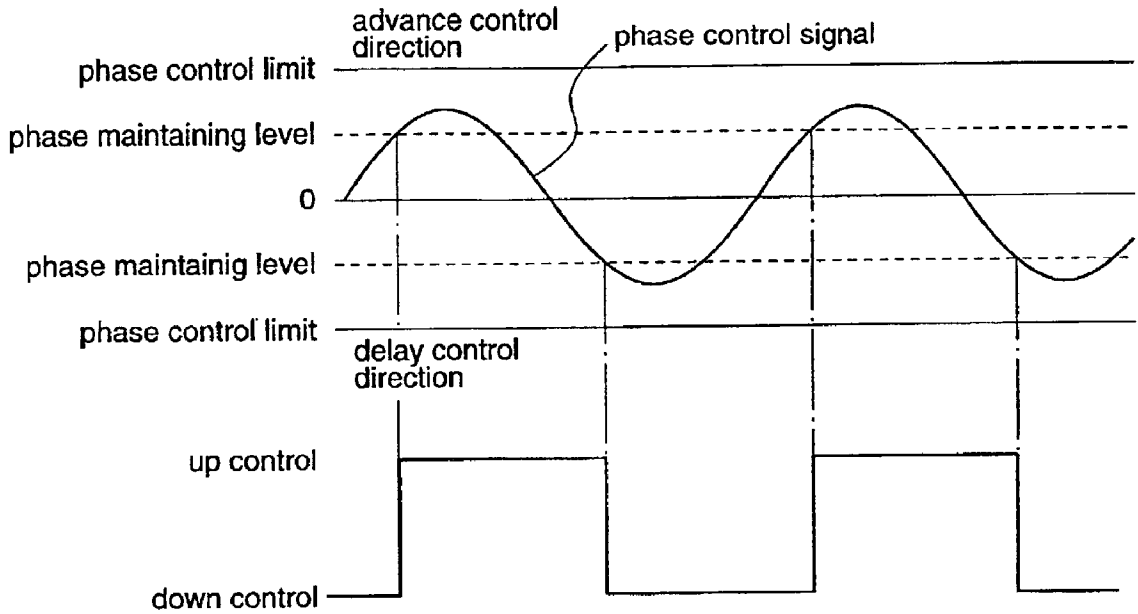 advance control
direction
phase control signal
phase control limit
phase maintaining level
0
phase maintainig level
phase control limit
delay control
direction
up control
down control